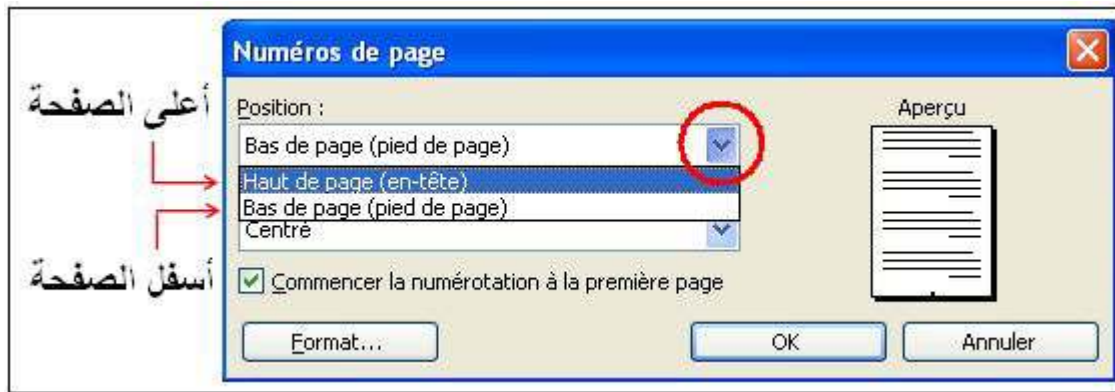 Numéros de page
أعلى الصفحة
Position :
Aperçu
Bas de page (pied de page)
Haut de page (en-tête)
Bas de page (pied de page)
Centré
أسفل الصفحة
Commencer la numérotation à la première page
Format...
OK
Annuler